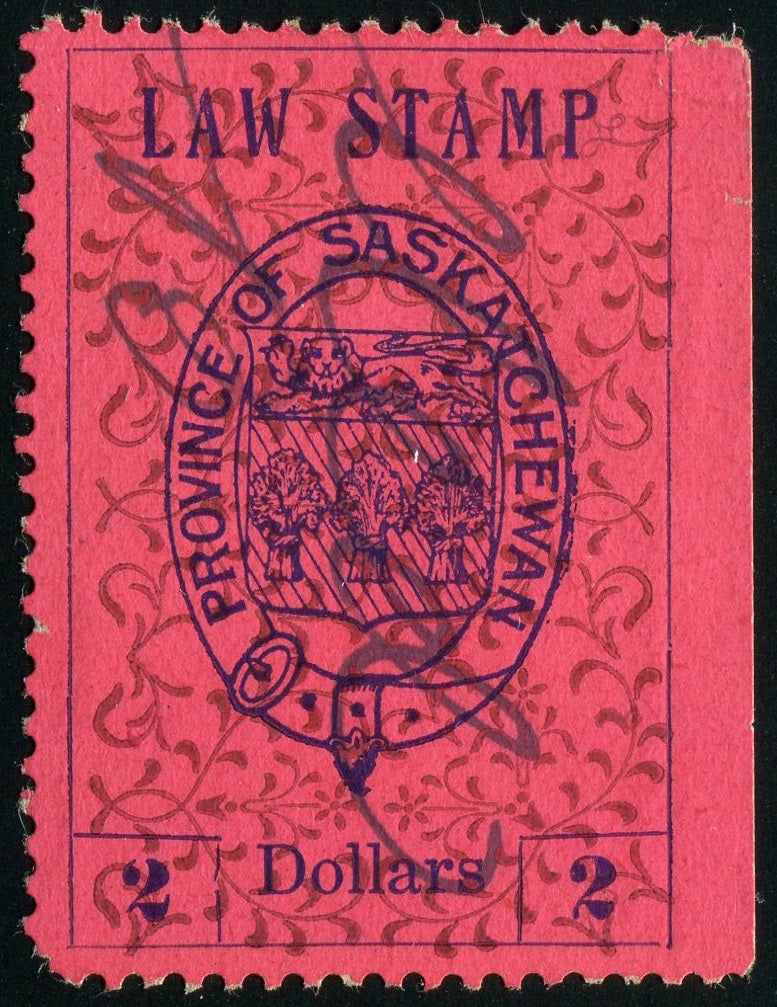 LAW STAMP
PROVINCE OF SASKATCHEWAN
2 Dollars 2